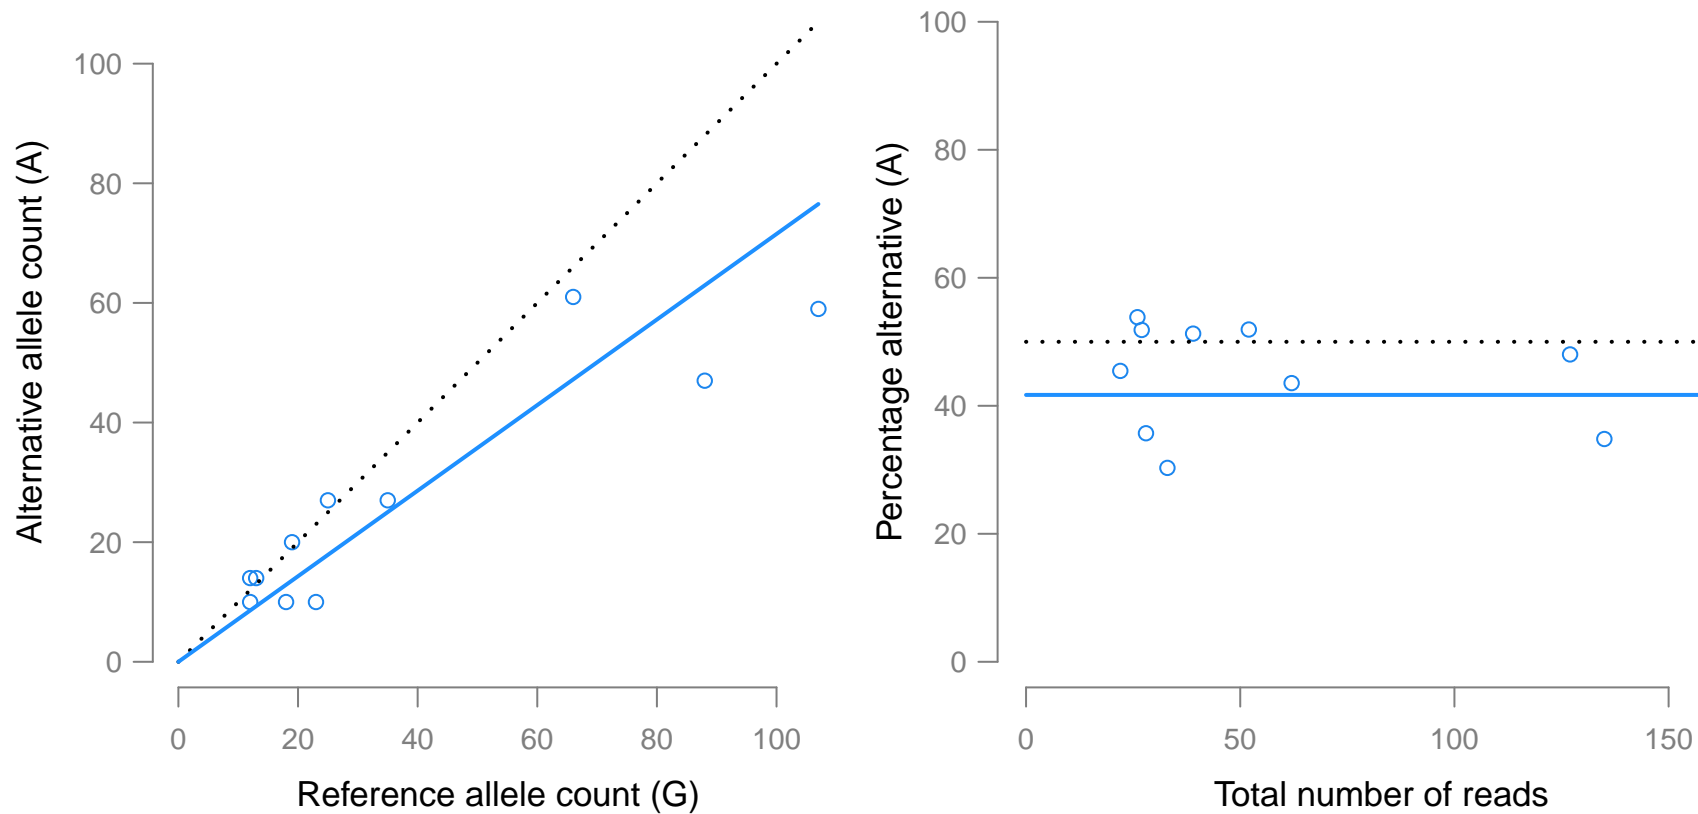 Alternative allele count (A)
100
80
60
40
20
0
0 20 40 60 80 100
Reference allele count (G)
Percentage alternative (A)
100
80
60
40
20
0
0 50 100 150
Total number of reads